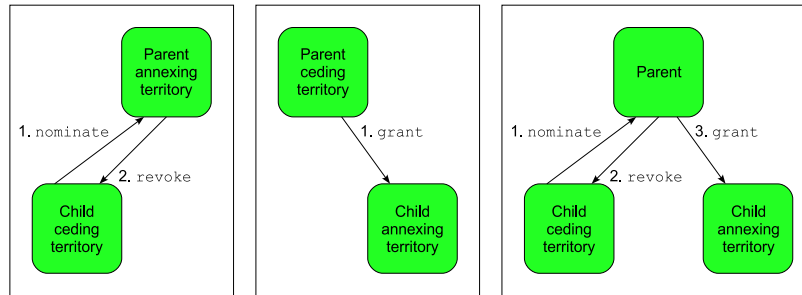 Parent
annexing
territory
1. nominate
2. revoke
Child
ceding
territory
Parent
ceding
territory
1. grant
Child
annexing
territory
Parent
1. nominate
3. grant
2. revoke
Child
ceding
territory
Child
annexing
territory